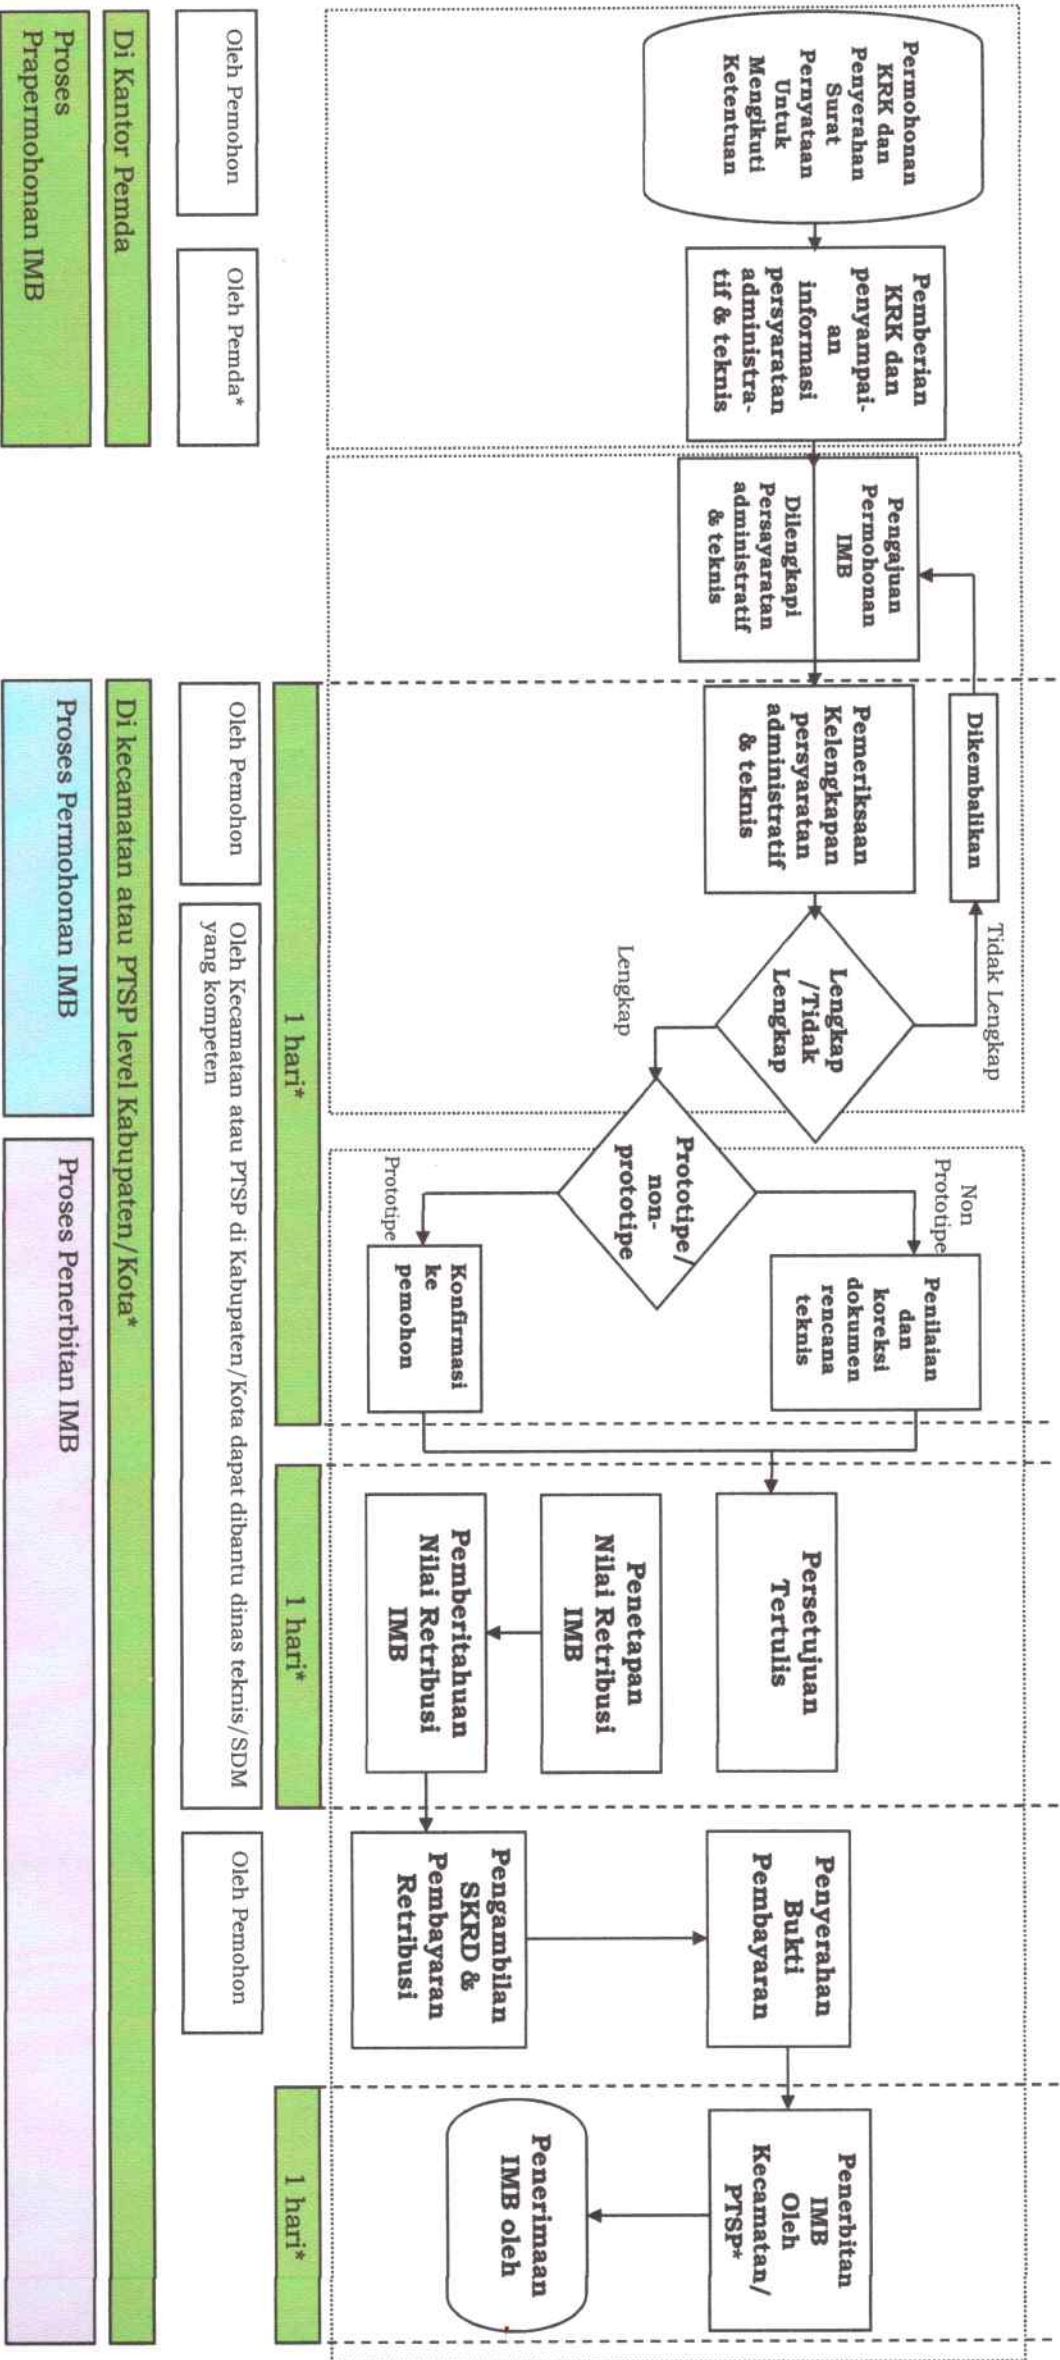 Permohonan
KRK dan
Penyerahan
Surat
Pernyataan
Untuk
Mengikuti
Ketentuan
Pemberian
KRK dan
penyampai-
an
informasi
persyaratan
administra-
tif & teknis
Pengajuan
Permohonan
IMB
Dilengkapi
Persayaratan
administratif
& teknis
Dikembalikan
Pemeriksaan
Kelengkapan
persyaratan
administratif
& teknis
Tidak Lengkap
Lengkap
/Tidak
Lengkap
Lengkap
Prototipe/
non-
prototipe
Non
Prototipe
Prototipe
Penilaian
dan
koreksi
dokumen
rencana
teknis
Konfirmasi
ke
pemohon
Persetujuan
Tertulis
Penetapan
Nilai Retribusi
IMB
Pemberitahuan
Nilai Retribusi
IMB
Penyerahan
Bukti
Pembayaran
Pengambilan
SKRD &
Pembayaran
Retribusi
Penerbitan
IMB
Oleh
Kecamatan/
PTSP*
Penerimaan
IMB oleh
1 hari*
1 hari*
1 hari*
Oleh Pemohon
Oleh Pemda*
Oleh Pemohon
Oleh Kecamatan atau PTSP di Kabupaten/Kota dapat dibantu dinas teknis/SDM
yang kompeten
Oleh Pemohon
Di Kantor Pemda
Di kecamatan atau PTSP level Kabupaten/Kota*
Proses
Prapermohonan IMB
Proses Permohonan IMB
Proses Penerbitan IMB